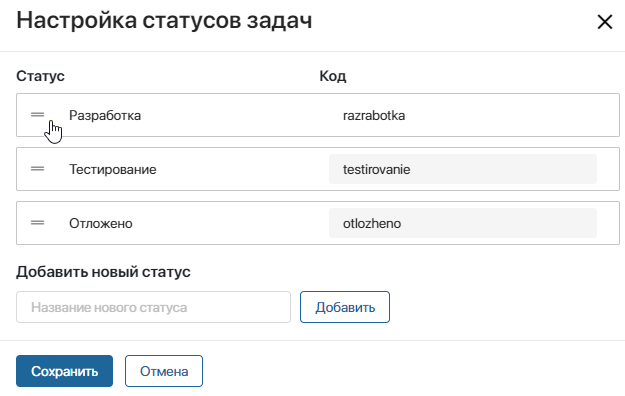 Настройка статусов задач
Статус Код
Разработка razrabotka
Тестирование testirovanie
Отложено otlozheno
Добавить новый статус
Название нового статуса Добавить
Сохранить Отмена